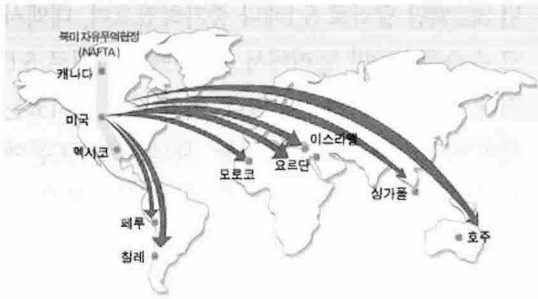 북미 자유무역협정
(NAFTA)
캐나다
미국
멕시코
모로코
요르단
이스라엘
싱가폴
페루
칠레
호주